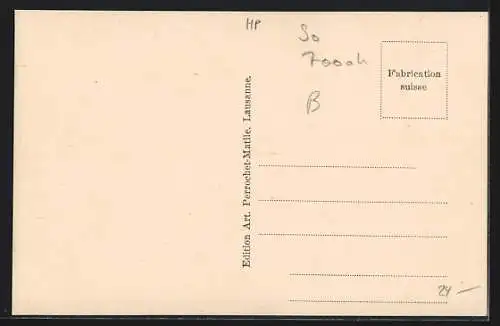 HP
So
7000h
B
Fabrication
suisse
Edition Art. Perrochet-Matile, Lausanne.
24.-